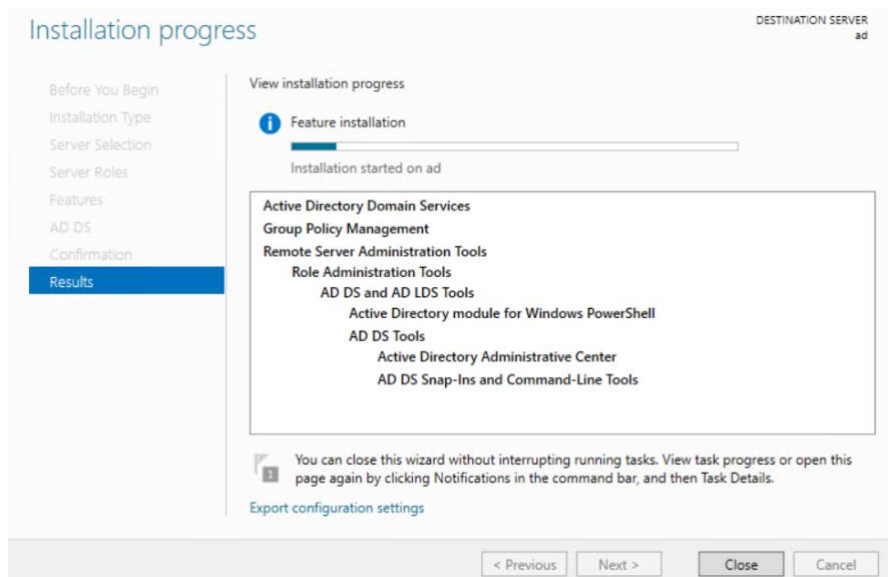 Installation progress
DESTINATION SERVER
ad
Before You Begin
Installation Type
Server Selection
Server Roles
Features
AD DS
Confirmation
Results
View installation progress
Feature installation
Installation started on ad
Active Directory Domain Services
Group Policy Management
Remote Server Administration Tools
Role Administration Tools
AD DS and AD LDS Tools
Active Directory module for Windows PowerShell
AD DS Tools
Active Directory Administrative Center
AD DS Snap-Ins and Command-Line Tools
1
You can close this wizard without interrupting running tasks. View task progress or open this
page again by clicking Notifications in the command bar, and then Task Details.
Export configuration settings
< Previous
Next >
Close
Cancel